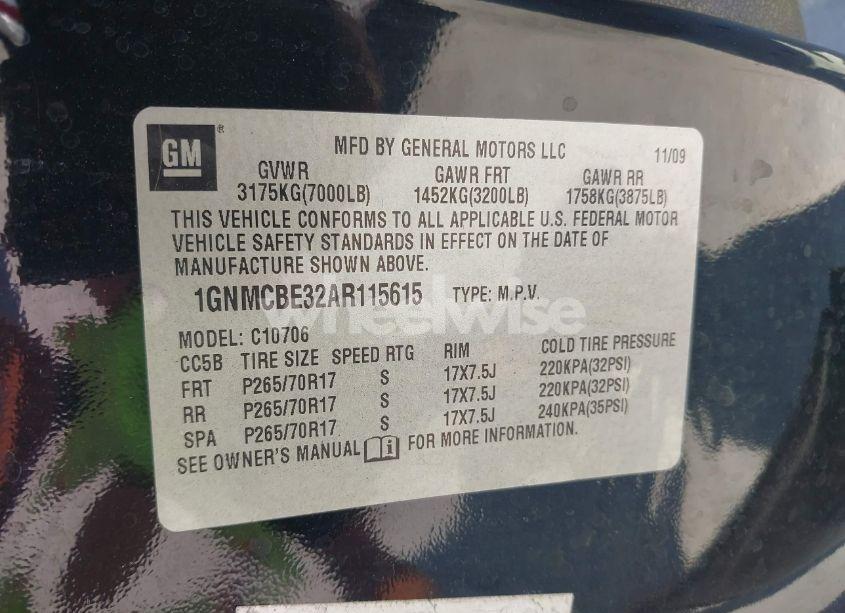 GM®
MFD BY GENERAL MOTORS LLC 11/09
GVWR GAWR FRT GAWR RR
3175KG(7000LB) 1452KG(3200LB) 1758KG(3875LB)
THIS VEHICLE CONFORMS TO ALL APPLICABLE U.S. FEDERAL MOTOR
VEHICLE SAFETY STANDARDS IN EFFECT ON THE DATE OF
MANUFACTURE SHOWN ABOVE.
1GNMCBE32AR115615 TYPE: M.P.V.
wheelwise
MODEL: C10706
CC5B TIRE SIZE SPEED RTG RIM COLD TIRE PRESSURE
FRT P265/70R17 S 17X7.5J 220KPA(32PSI)
RR P265/70R17 S 17X7.5J 220KPA(32PSI)
SPA P265/70R17 S 17X7.5J 240KPA(35PSI)
SEE OWNER'S MANUAL FOR MORE INFORMATION.